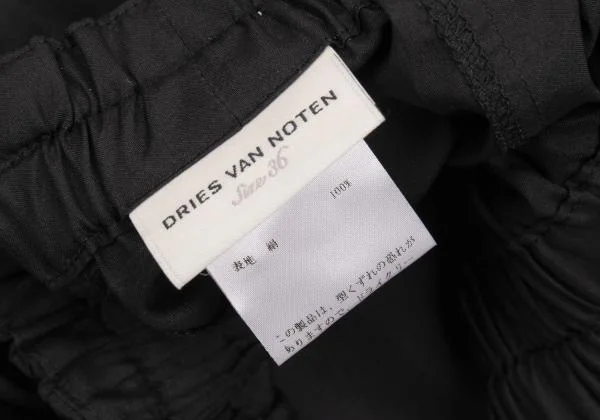 DRIES VAN NOTEN
Size 36
表地 絹 100%
この製品は、型くずれの恐れが
ありますので、ドライクリー